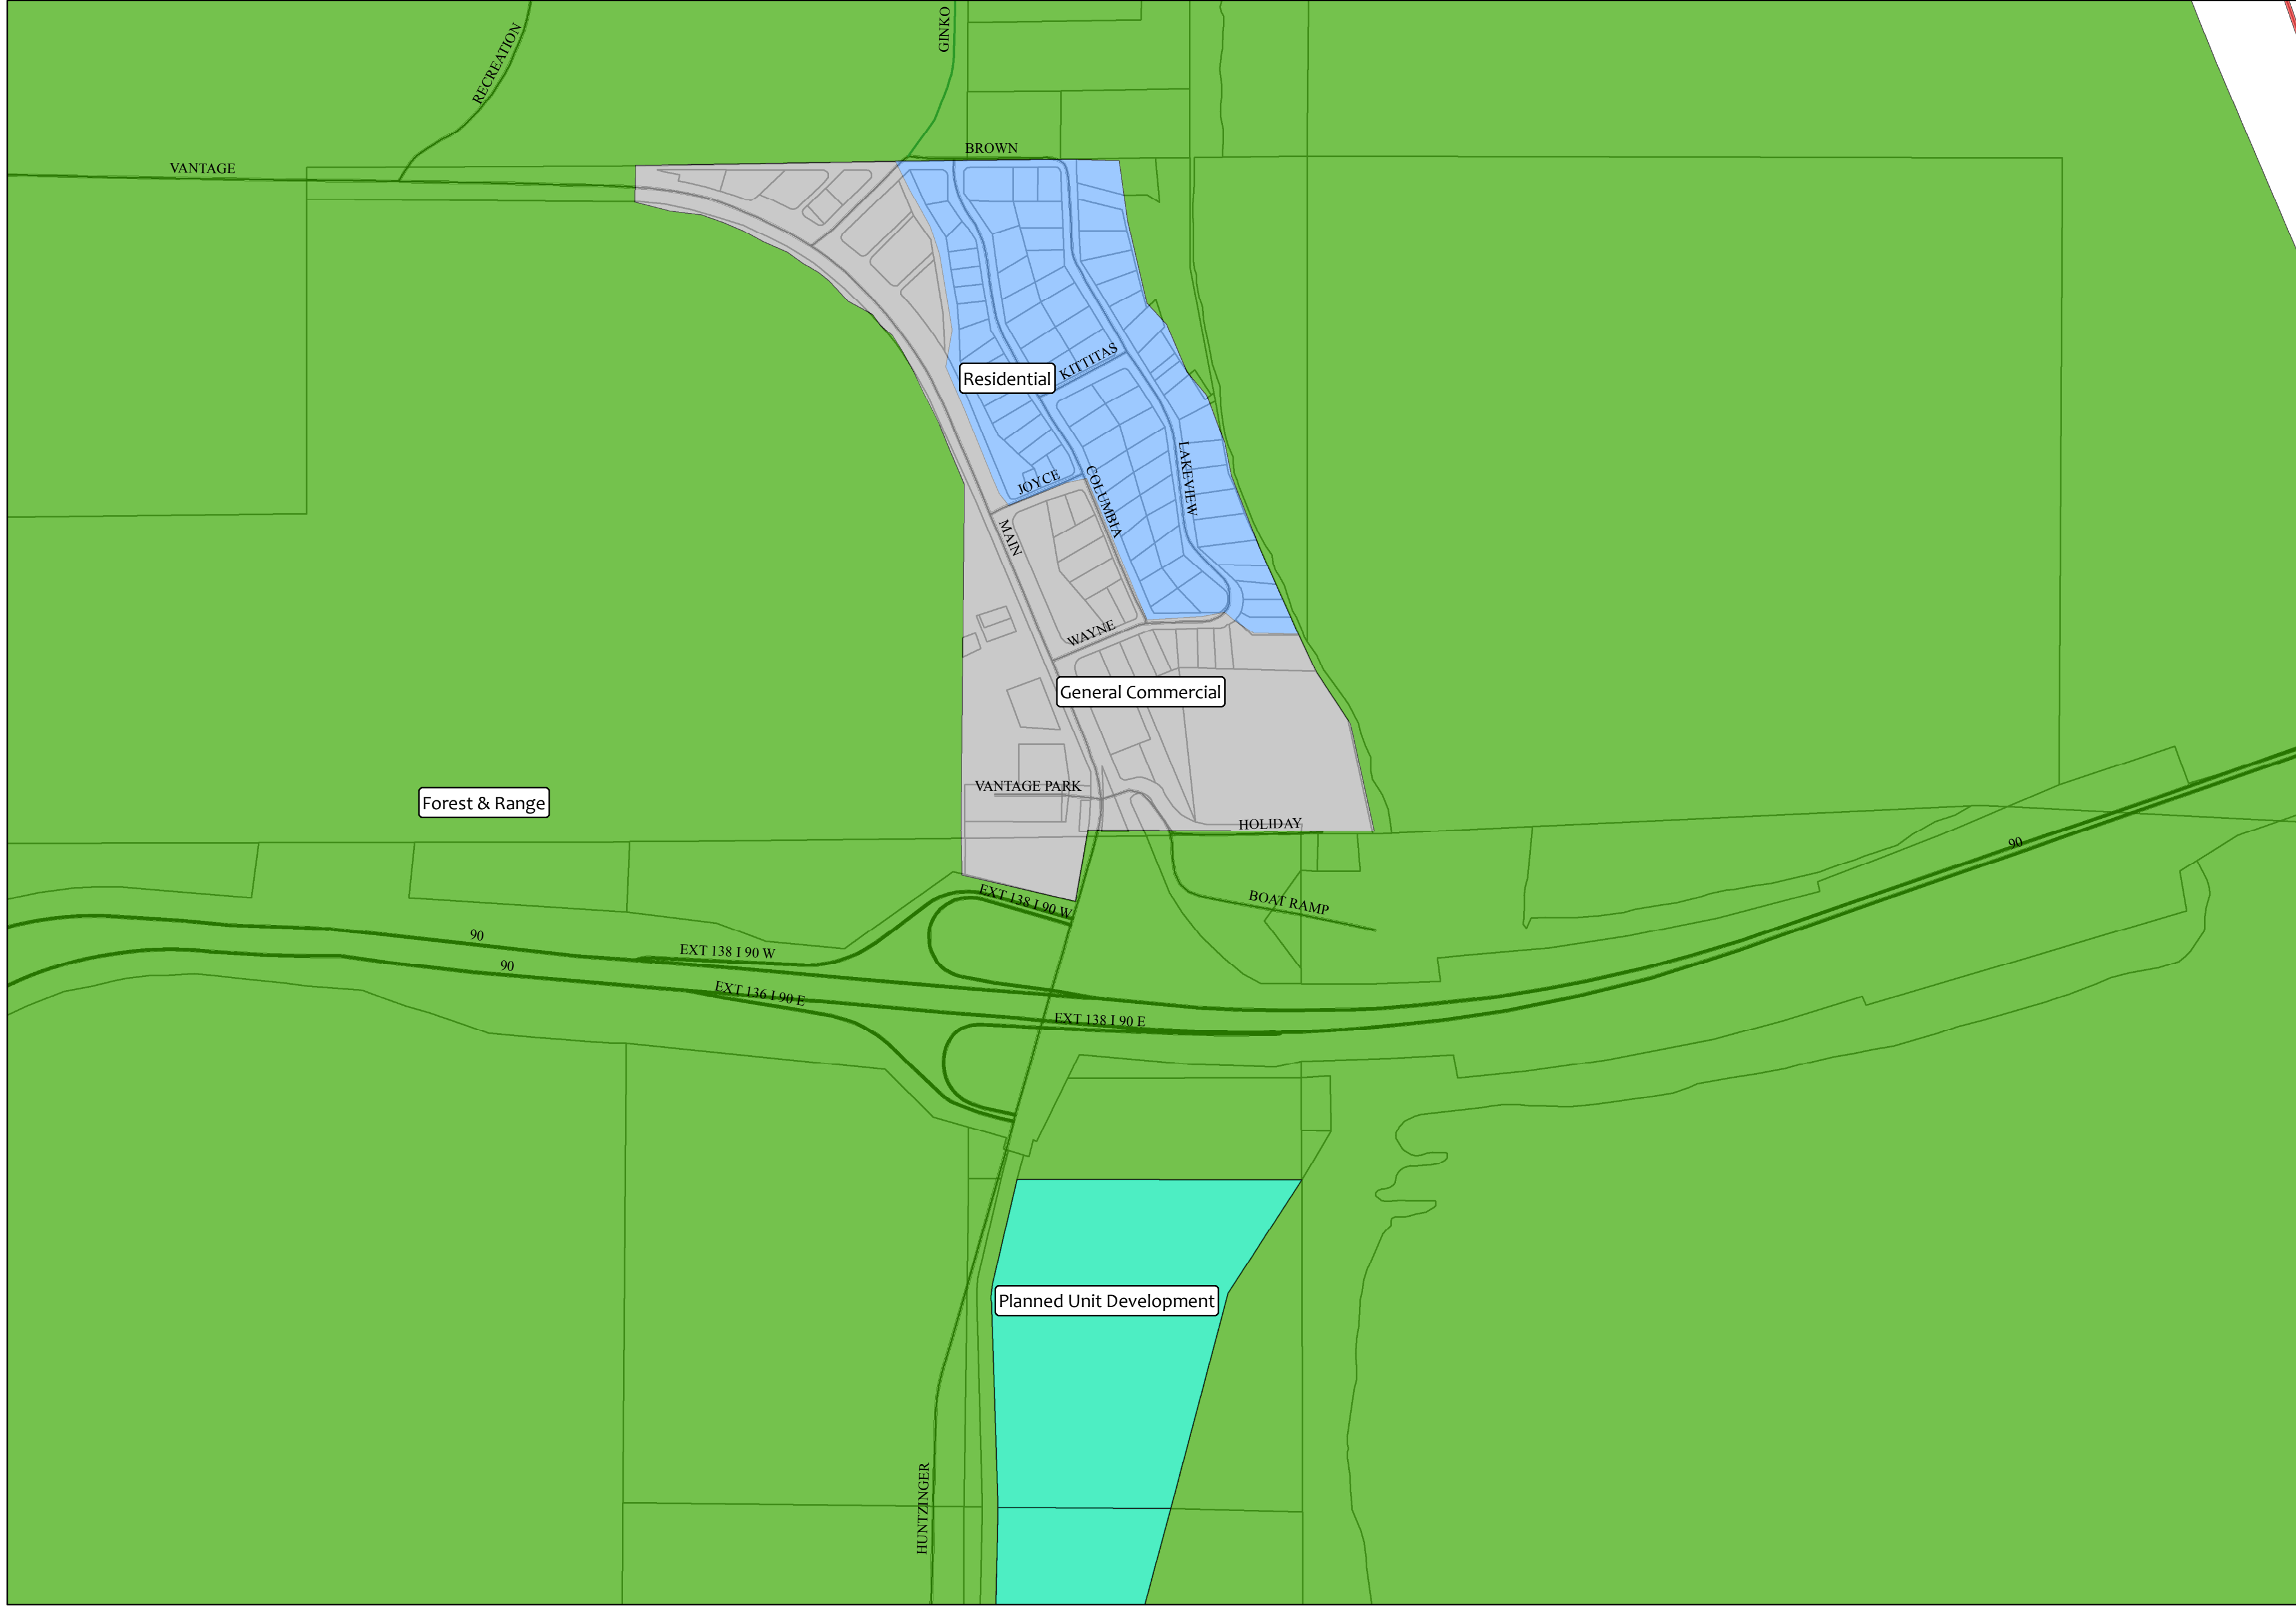 GINKO
RECREATION
BROWN
VANTAGE
KITTITAS
Residential
LAKEVIEW
COLUMBIA
JOYCE
MAIN
WAYNE
General Commercial
VANTAGE PARK
Forest & Range
HOLIDAY
90
EXT 138 I 90 W
BOAT RAMP
90
EXT 138 I 90 W
90
EXT 136 I 90 E
EXT 138 I 90 E
Planned Unit Development
HUNTZINGER